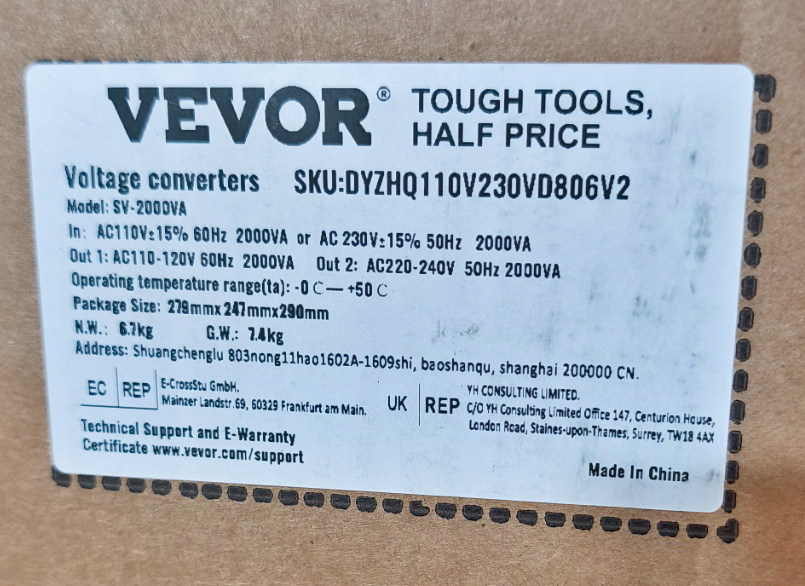 VEVOR® TOUGH TOOLS,
HALF PRICE
Voltage converters SKU:DYZHQ110V230VD806V2
Model: SV-2000VA
In: AC110V±15% 60Hz 2000VA or AC 230V±15% 50Hz 2000VA
Out 1: AC110-120V 60Hz 2000VA Out 2: AC220-240V 50Hz 2000VA
Operating temperature range(ta): -0 C — +50 C
Package Size: 279mmx247mmx290mm
N.W.: 6.7kg G.W.: 7.4kg
Address: Shuangchenglu 803nong11hao1602A-1609shi, baoshanqu, shanghai 200000 CN.
EC REP
E-CrossStu GmbH.
Mainzer Landstr.69, 60329 Frankfurt am Main.
UK REP
YH CONSULTING LIMITED.
C/O YH Consulting Limited Office 147, Centurion House,
London Road, Staines-upon-Thames, Surrey, TW18 4AX
Technical Support and E-Warranty
Certificate www.vevor.com/support
Made In China